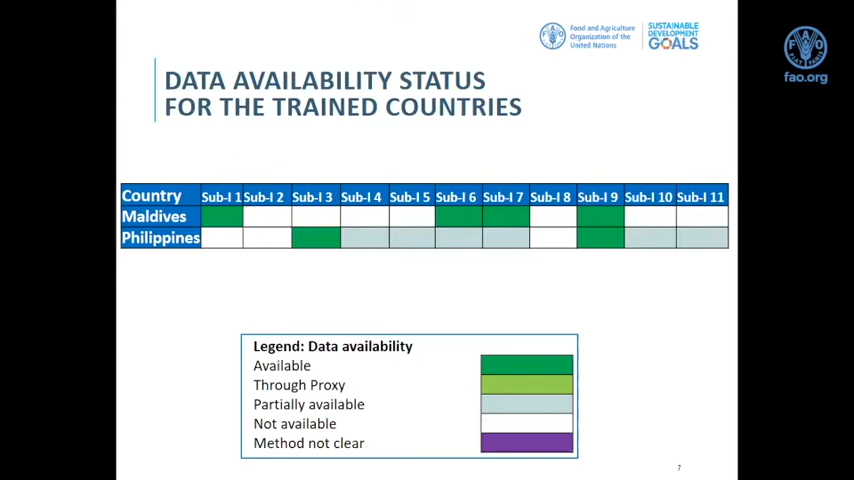 Food and Agriculture
Organization of the
United Nations
SUSTAINABLE
DEVELOPMENT
GOALS
FAO
FIAT PANIS
fao.org
DATA AVAILABILITY STATUS
FOR THE TRAINED COUNTRIES
Country Sub-I 1 Sub-I 2 Sub-I 3 Sub-I 4 Sub-I 5 Sub-I 6 Sub-I 7 Sub-I 8 Sub-I 9 Sub-I 10 Sub-I 11
Maldives
Philippines
Legend: Data availability
Available
Through Proxy
Partially available
Not available
Method not clear
7